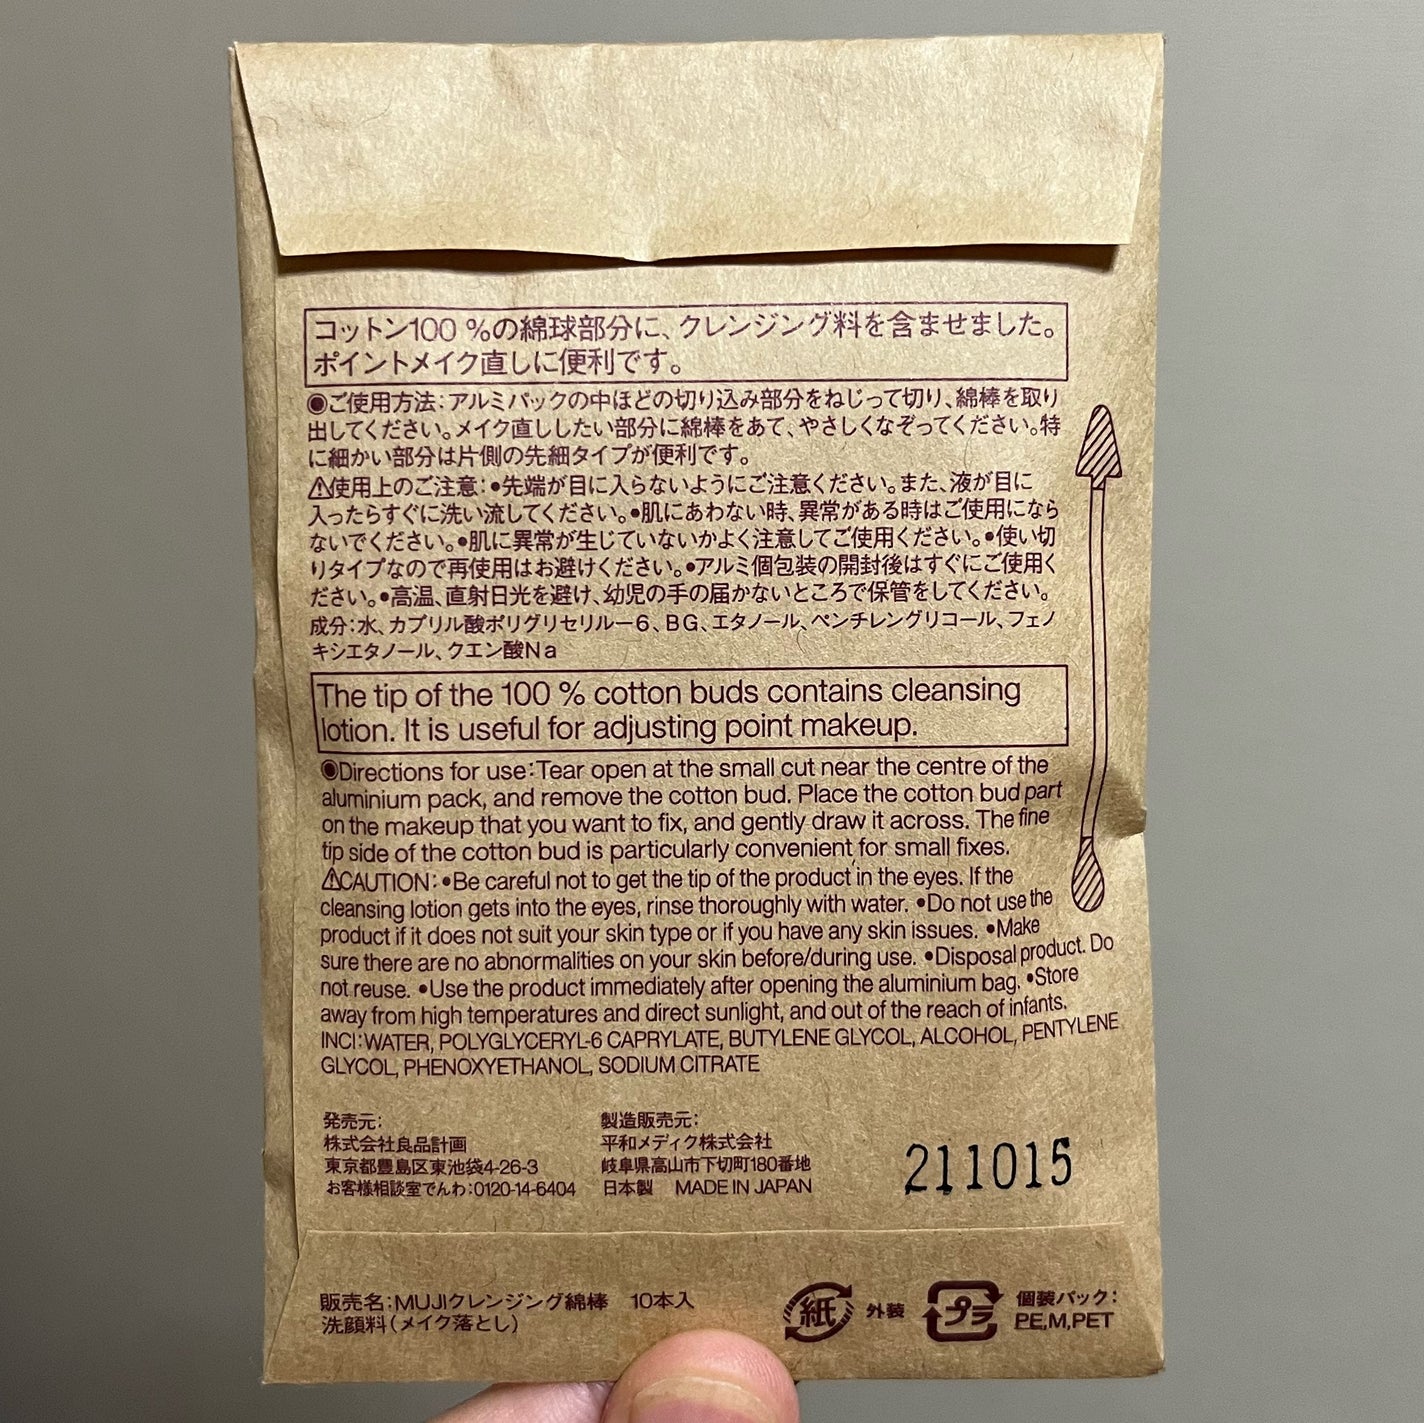 コットン100 %の綿球部分に、クレンジング料を含ませました。
ポイントメイク直しに便利です。
◉ご使用方法：アルミパックの中ほどの切り込み部分をねじって切り、綿棒を取り
出してください。メイク直ししたい部分に綿棒をあて、やさしくなぞってください。特
に細かい部分は片側の先細タイプが便利です。
⚠使用上のご注意：•先端が目に入らないようにご注意ください。また、液が目に
入ったらすぐに洗い流してください。•肌にあわない時、異常がある時はご使用になら
ないでください。•肌に異常が生じていないかよく注意してご使用ください。•使い切
りタイプなので再使用はお避けください。•アルミ個包装の開封後はすぐにご使用く
ださい。•高温、直射日光を避け、幼児の手の届かないところで保管をしてください。
成分：水、カプリル酸ポリグリセリル－6、BG、エタノール、ペンチレングリコール、フェノ
キシエタノール、クエン酸Na
The tip of the 100 % cotton buds contains cleansing
lotion. It is useful for adjusting point makeup.
◉Directions for use:Tear open at the small cut near the centre of the
aluminium pack, and remove the cotton bud. Place the cotton bud part
on the makeup that you want to fix, and gently draw it across. The fine
tip side of the cotton bud is particularly convenient for small fixes.
⚠CAUTION: •Be careful not to get the tip of the product in the eyes. If the
cleansing lotion gets into the eyes, rinse thoroughly with water. •Do not use the
product if it does not suit your skin type or if you have any skin issues. •Make
sure there are no abnormalities on your skin before/during use. •Disposal product. Do
not reuse. •Use the product immediately after opening the aluminium bag. •Store
away from high temperatures and direct sunlight, and out of the reach of infants.
INCI:WATER, POLYGLYCERYL-6 CAPRYLATE, BUTYLENE GLYCOL, ALCOHOL, PENTYLENE
GLYCOL, PHENOXYETHANOL, SODIUM CITRATE
発売元：
株式会社良品計画
東京都豊島区東池袋4-26-3
お客様相談室でんわ：0120-14-6404
製造販売元：
平和メディク株式会社
岐阜県高山市下切町180番地
日本製 MADE IN JAPAN
211015
販売名：MUJIクレンジング綿棒 10本入
洗顔料（メイク落とし）
紙 外装
プラ 個装パック：
PE,M,PET